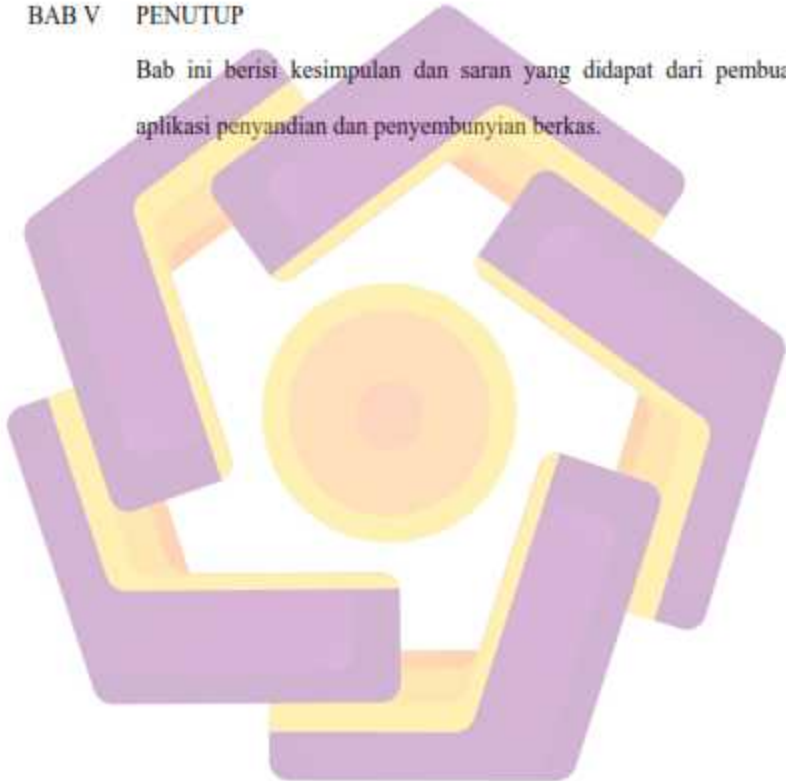 BAB V PENUTUP
Bab ini berisi kesimpulan dan saran yang didapat dari
aplikasi penyandian dan penyembunyian berkas.